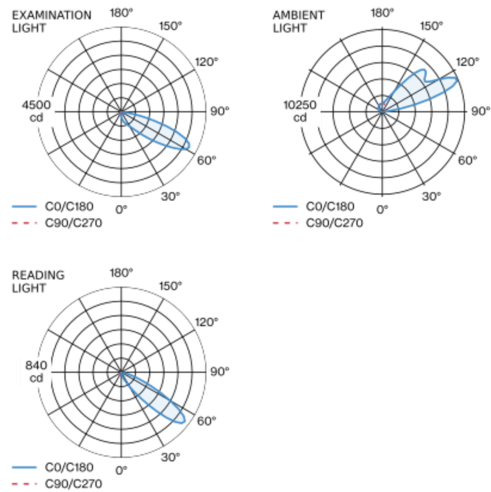 EXAMINATION
LIGHT
180°
150°
120°
4500
cd
90°
60°
30°
0°
C0/C180
C90/C270
AMBIENT
LIGHT
180°
150°
120°
10250
cd
90°
60°
30°
0°
C0/C180
C90/C270
READING
LIGHT
180°
150°
120°
840
cd
90°
60°
30°
0°
C0/C180
C90/C270